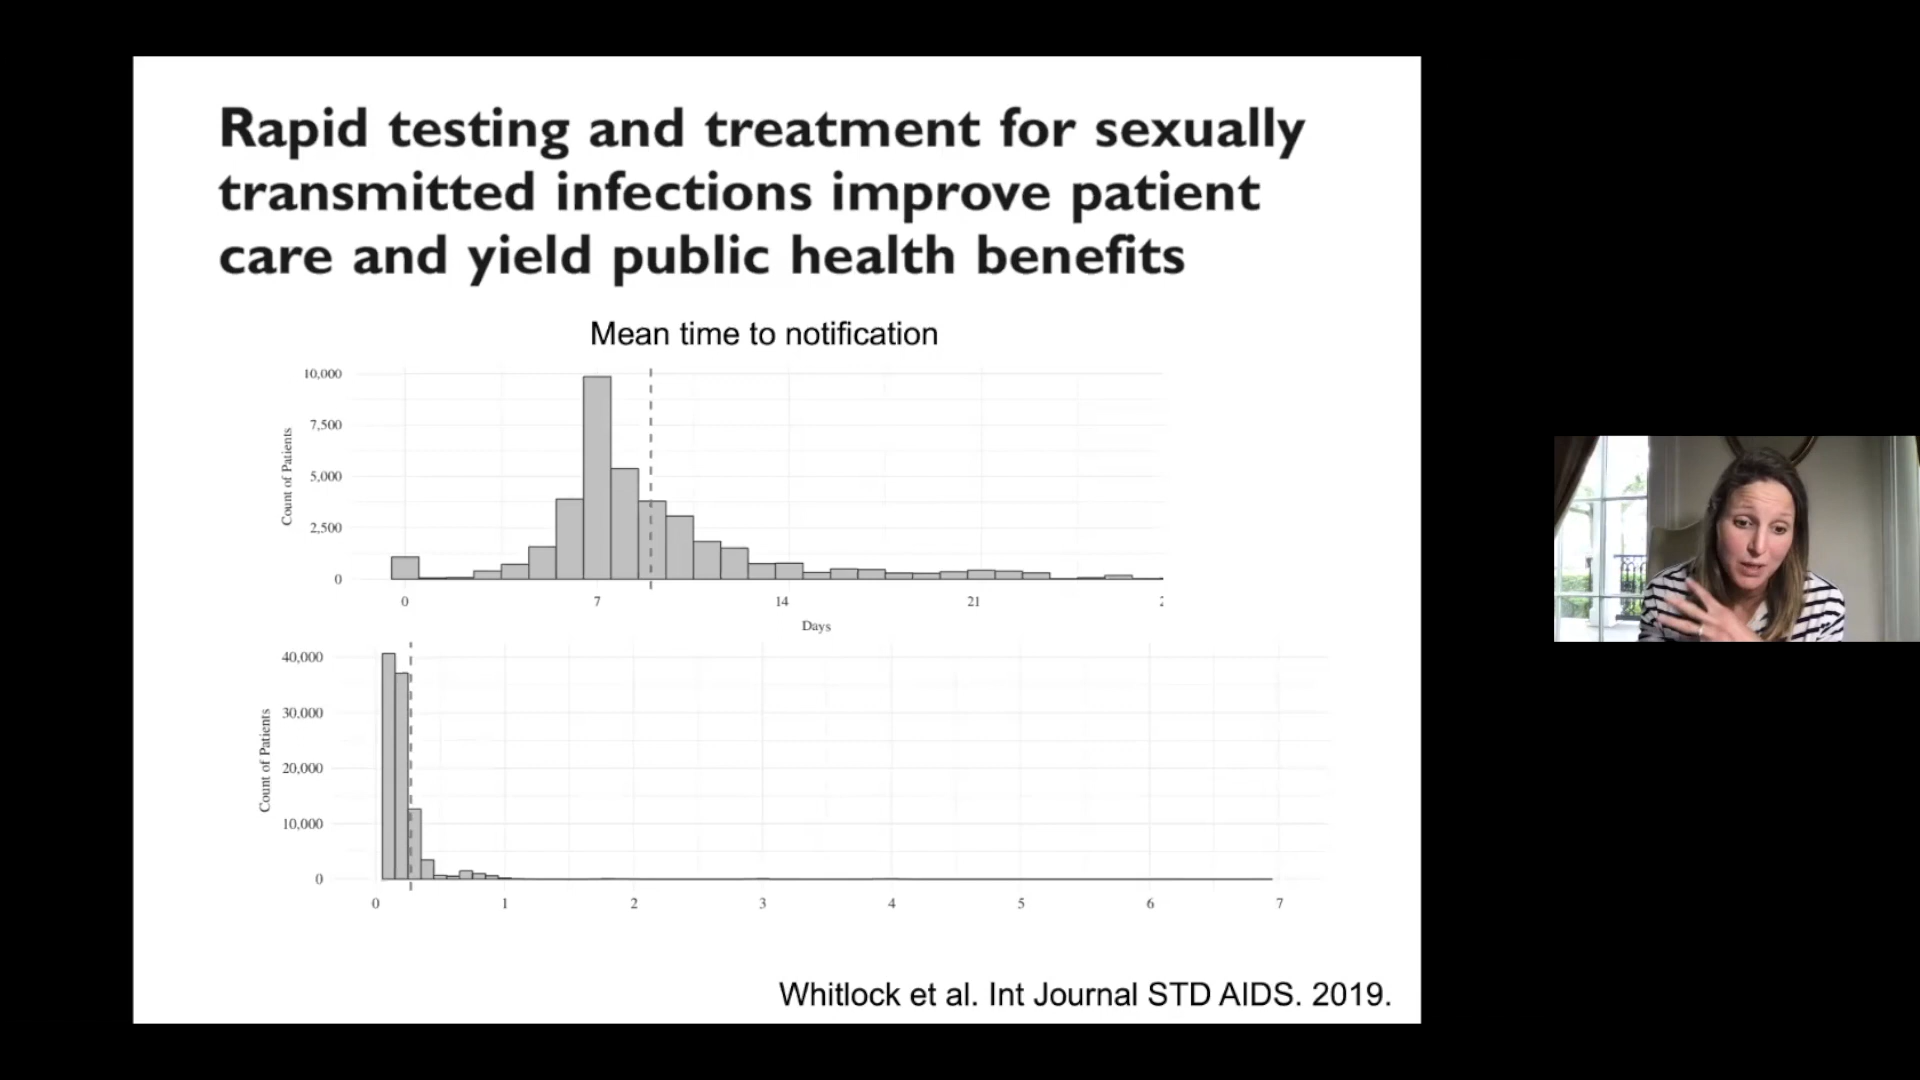 Rapid testing and treatment for sexually
transmitted infections improve patient
care and yield public health benefits
Mean time to notification
10,000
7,500
5,000
2,500
0
Count of Patients
0 7 14 21
Days
40,000
30,000
20,000
10,000
0
Count of Patients
0 1 2 3 4 5 6 7
Whitlock et al. Int Journal STD AIDS. 2019.